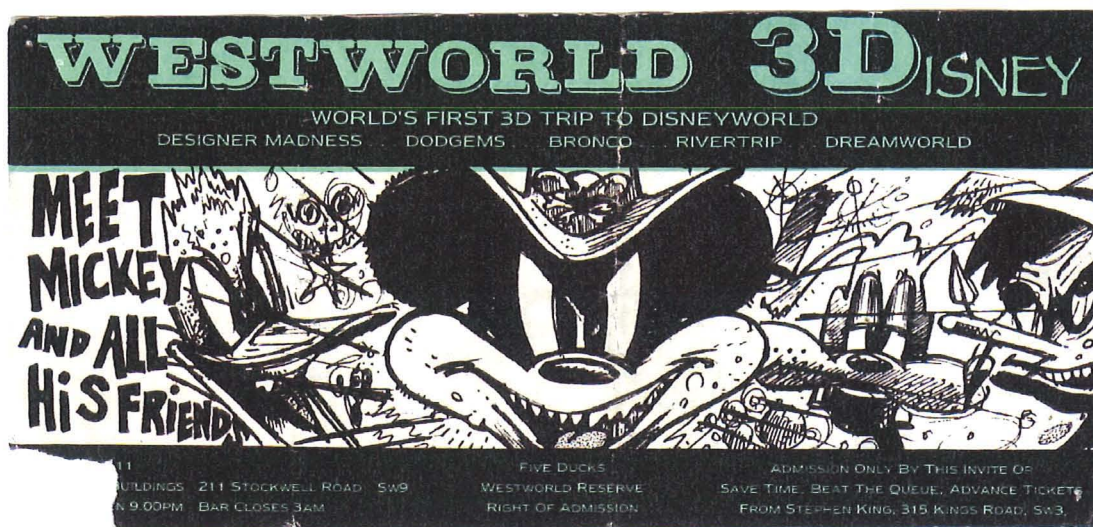 WESTWORLD 3DISNEY
WORLD'S FIRST 3D TRIP TO DISNEYWORLD
DESIGNER MADNESS DODGEMS BRONCO RIVERTRIP DREAMWORLD
MEET
MICKEY
AND ALL
HIS FRIEND
11
UILDINGS 211 STOCKWELL ROAD SW9
N 9.00PM BAR CLOSES 3AM
FIVE DUCKS
WESTWORLD RESERVE
RIGHT OF ADMISSION
ADMISSION ONLY BY THIS INVITE OR
SAVE TIME, BEAT THE QUEUE, ADVANCE TICKETS
FROM STEPHEN KING, 315 KINGS ROAD, SW3,